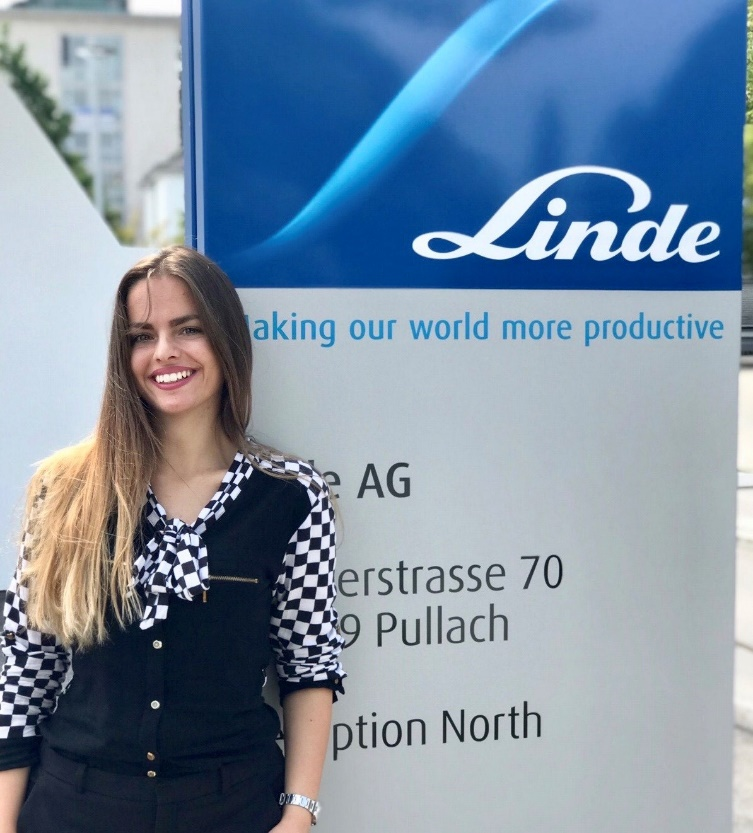 Linde
aking our world more productive
e AG
erstrasse 70
9 Pullach
ption North